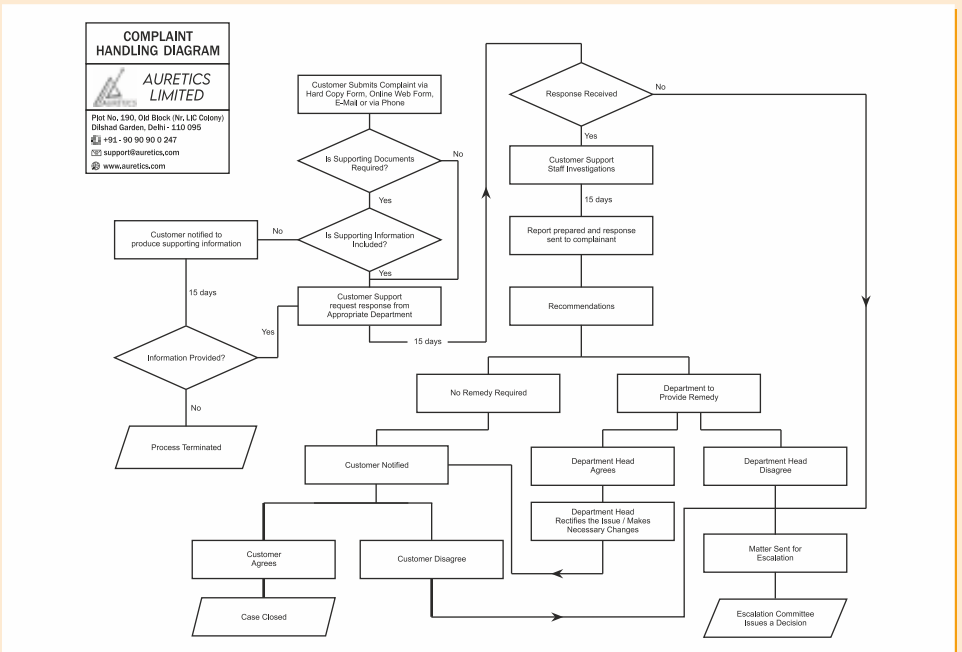 COMPLAINT
HANDLING DIAGRAM
AURETICS
AURETICS
LIMITED
Plot No. 190, Old Block (Nr. LIC Colony)
Dilshad Garden, Delhi - 110 095
+91 - 90 90 90 0 247
support@auretics.com
www.auretics.com
Customer Submits Complaint via
Hard Copy Form, Online Web Form,
E-Mail or via Phone
Is Supporting Documents
Required?
No
Yes
Is Supporting Information
Included?
No
Yes
Customer notified to
produce supporting information
15 days
Information Provided?
Yes
No
Process Terminated
Customer Support
request response from
Appropriate Department
15 days
Response Received
No
Yes
Customer Support
Staff Investigations
15 days
Report prepared and response
sent to complainant
Recommendations
No Remedy Required
Department to
Provide Remedy
Customer Notified
Department Head
Agrees
Department Head
Disagree
Department Head
Rectifies the Issue / Makes
Necessary Changes
Customer
Agrees
Customer Disagree
Matter Sent for
Escalation
Case Closed
Escalation Committee
Issues a Decision